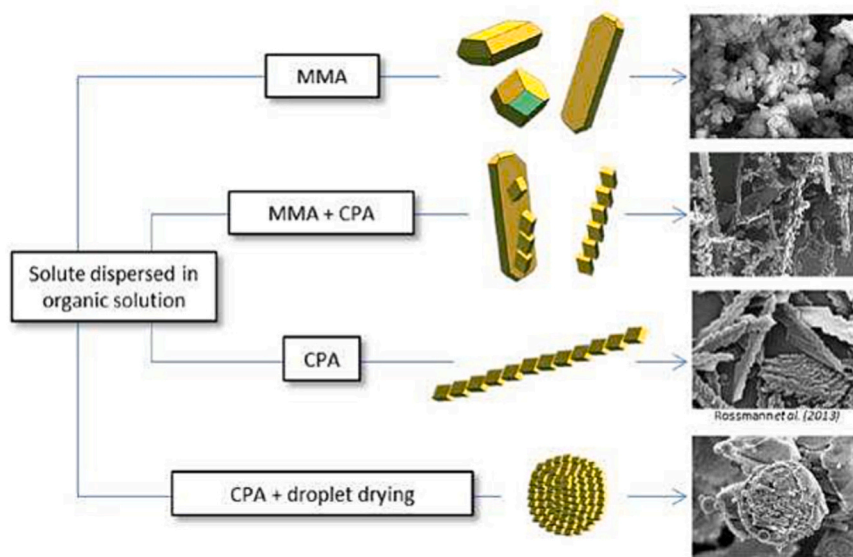 MMA
MMA + CPA
Solute dispersed in
organic solution
CPA
Rossmann et al. (2013)
CPA + droplet drying